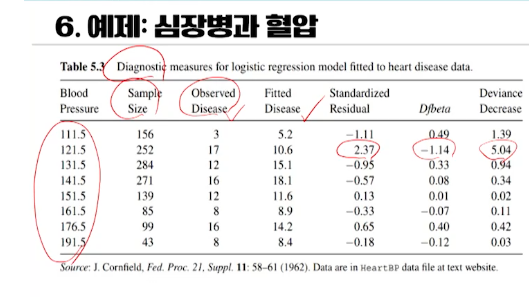 6. 예제: 심장병과 혈압
Table 5.3 Diagnostic measures for logistic regression model fitted to heart disease data.
Blood Sample Observed Fitted Standardized Deviance
Pressure Size Disease Disease Residual Dfbeta Decrease
111.5 156 3 5.2 −1.11 0.49 1.39
121.5 252 17 10.6 2.37 −1.14 5.04
131.5 284 12 15.1 −0.95 0.33 0.94
141.5 271 16 18.1 −0.57 0.08 0.34
151.5 139 12 11.6 0.13 0.01 0.02
161.5 85 8 8.9 −0.33 −0.07 0.11
176.5 99 16 14.2 0.65 0.40 0.42
191.5 43 8 8.4 −0.18 −0.12 0.03
Source: J. Cornfield, Fed. Proc. 21, Suppl. 11: 58–61 (1962). Data are in HeartBP data file at text website.